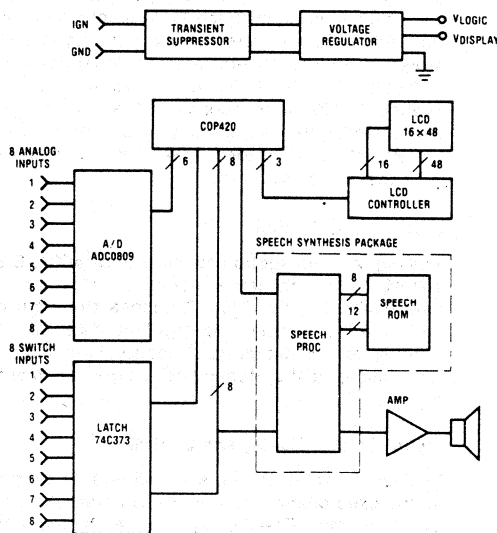 IGN
GND
TRANSIENT
SUPPRESSOR
VOLTAGE
REGULATOR
VLOGIC
VDISPLAY
COP420
6
8
3
LCD
16 × 48
16
48
LCD
CONTROLLER
8 ANALOG
INPUTS
1
2
3
4
5
6
7
8
A/D
ADC0809
SPEECH SYNTHESIS PACKAGE
SPEECH
PROC
8
12
SPEECH
ROM
8 SWITCH
INPUTS
1
2
3
4
5
6
7
8
LATCH
74C373
8
AMP